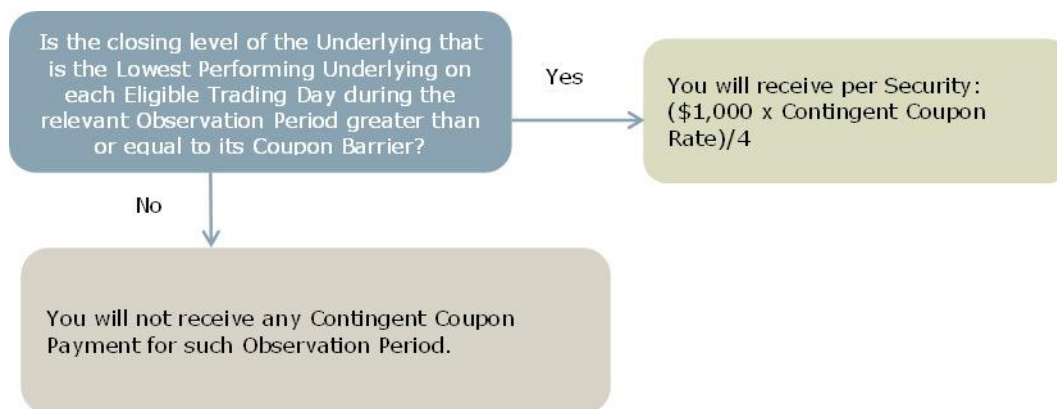 Is the closing level of the Underlying that
is the Lowest Performing Underlying on
each Eligible Trading Day during the
relevant Observation Period greater than
or equal to its Coupon Barrier?
Yes
You will receive per Security:
($1,000 x Contingent Coupon
Rate)/4
No
You will not receive any Contingent Coupon
Payment for such Observation Period.